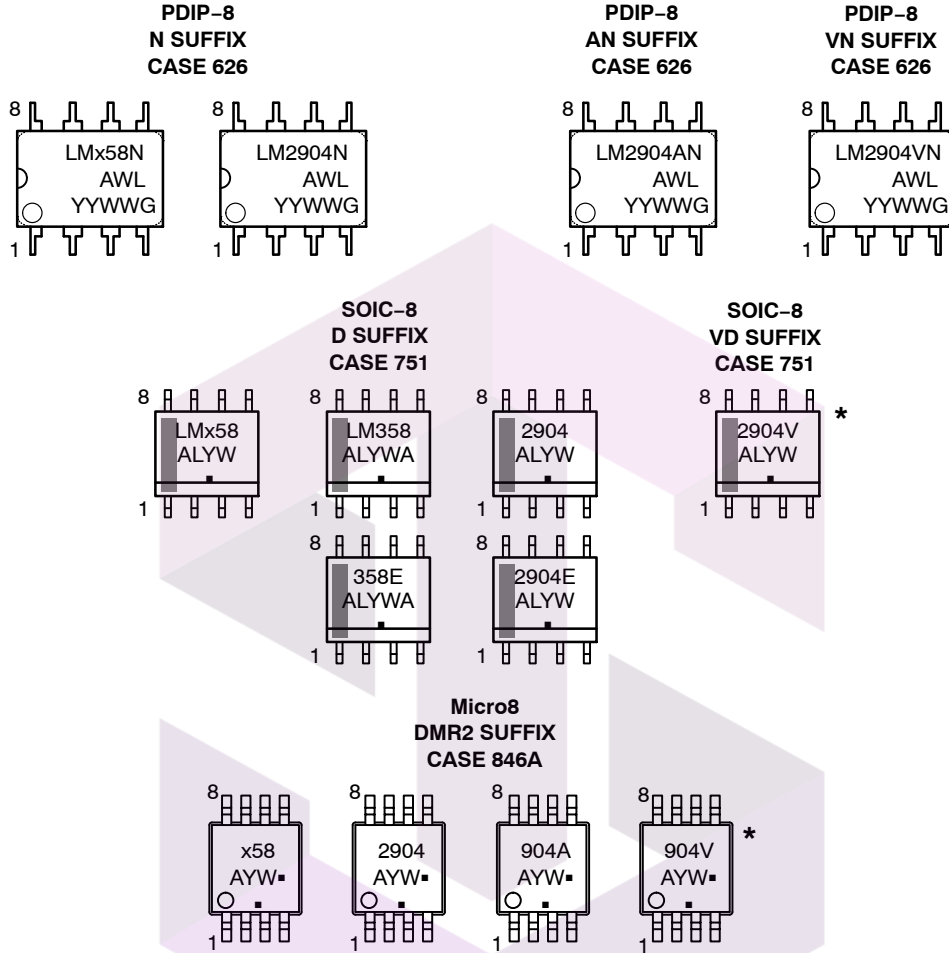 PDIP–8
N SUFFIX
CASE 626
PDIP–8
AN SUFFIX
CASE 626
PDIP–8
VN SUFFIX
CASE 626
8
LMx58N
AWL
YYWWG
1
8
LM2904N
AWL
YYWWG
1
8
LM2904AN
AWL
YYWWG
1
8
LM2904VN
AWL
YYWWG
1
SOIC–8
D SUFFIX
CASE 751
SOIC–8
VD SUFFIX
CASE 751
8
LMx58
ALYW
1
8
LM358
ALYWA
1
8
2904
ALYW
1
8
2904V
ALYW
*
1
8
358E
ALYWA
1
8
2904E
ALYW
1
Micro8
DMR2 SUFFIX
CASE 846A
8
x58
AYW▪
1
8
2904
AYW▪
1
8
904A
AYW▪
1
8
904V
AYW▪
*
1